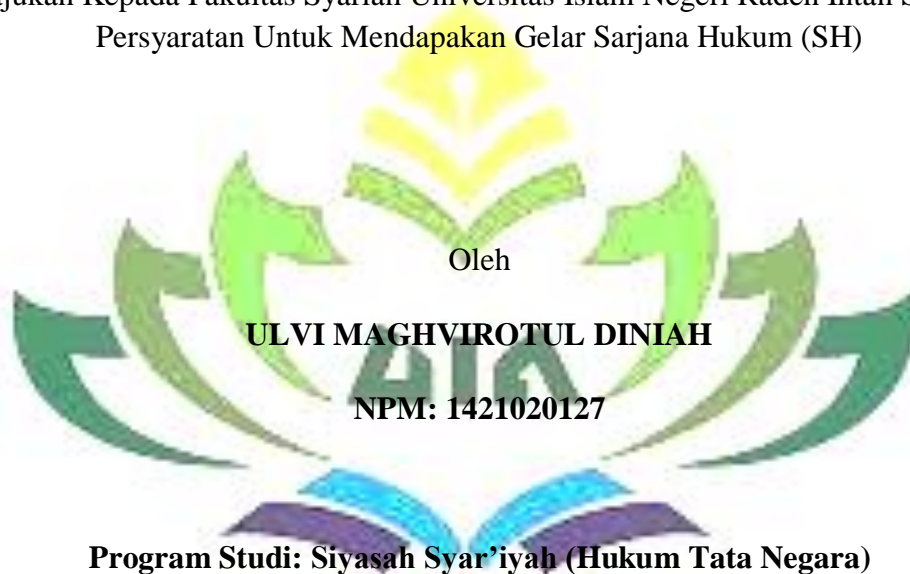 Kepada Fakultas Syariah Universitas Islam Negeri Raden Intan
Persyaratan Untuk Mendapakan Gelar Sarjana Hukum (SH)
Oleh
ULVI MAGHVIROTUL DINIAH
NPM: 1421020127
Program Studi: Siyasah Syar’iyah (Hukum Tata Negara)